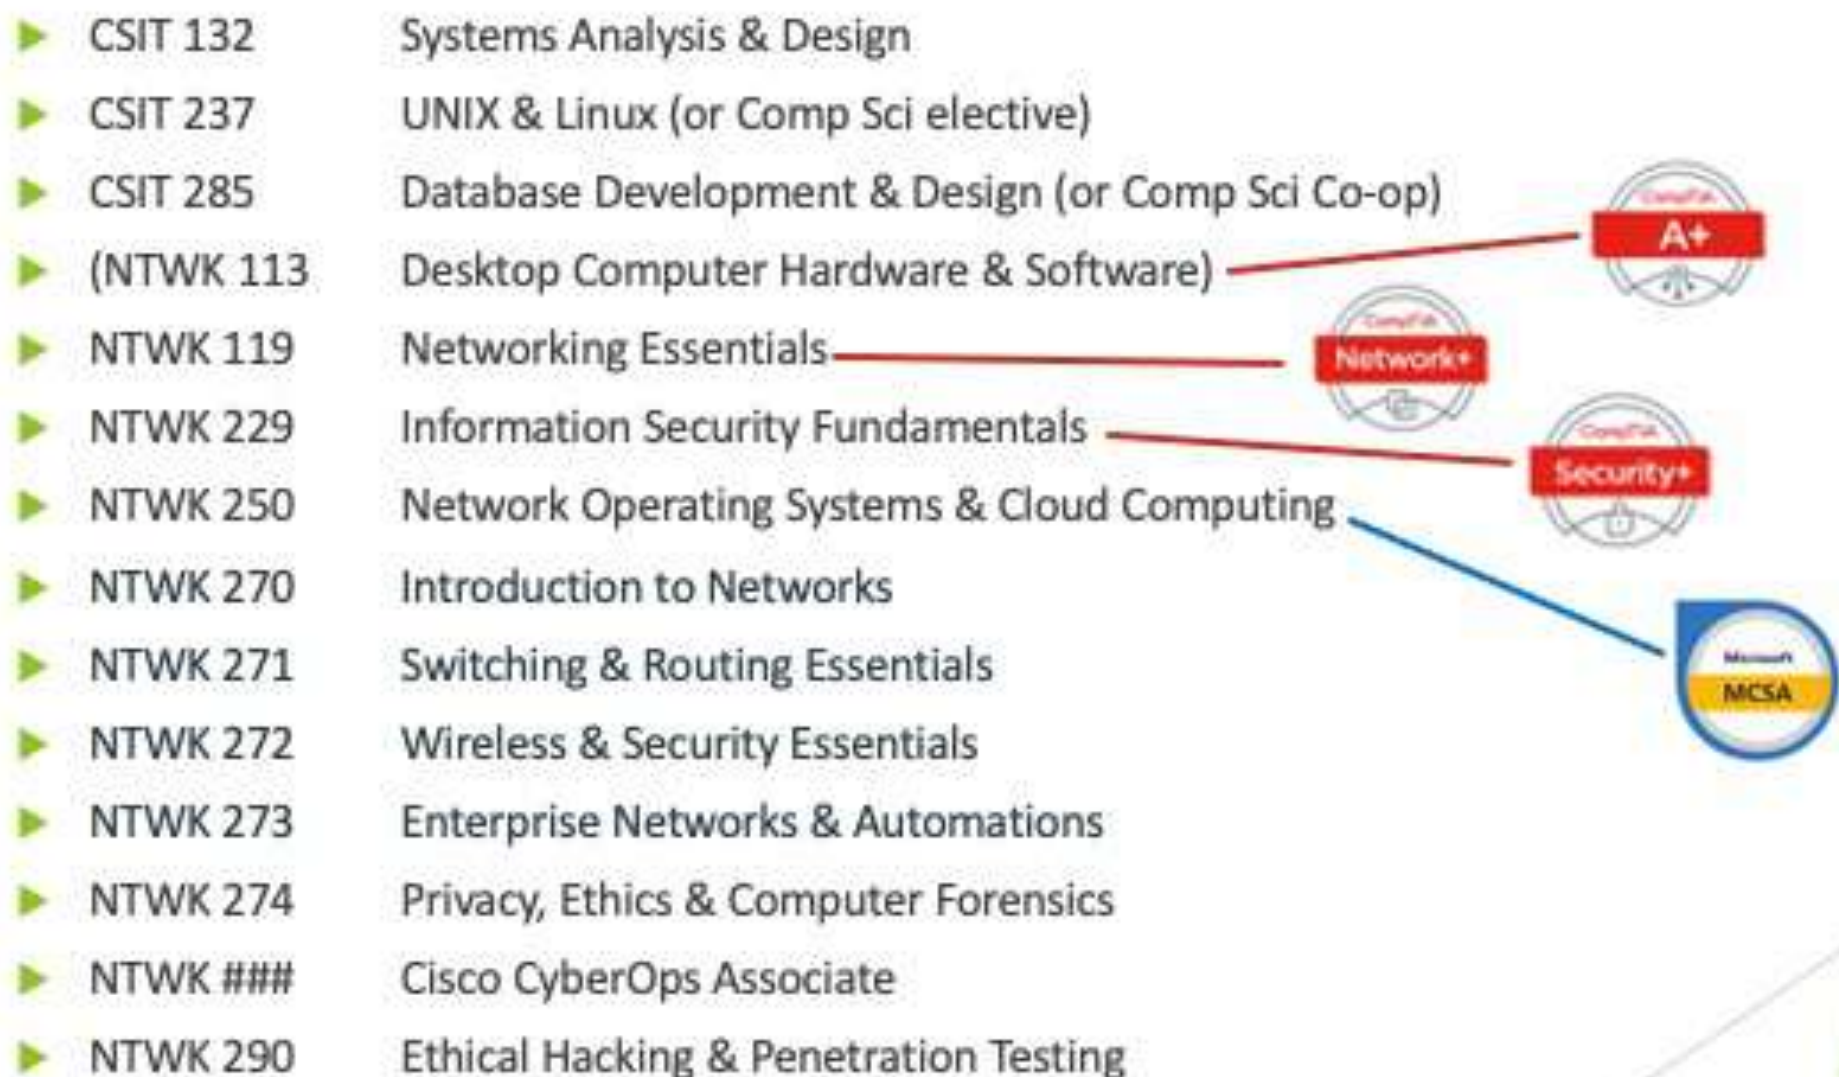 CSIT 132 Systems Analysis & Design
CSIT 237 UNIX & Linux (or Comp Sci elective)
CSIT 285 Database Development & Design (or Comp Sci Co-op)
(NTWK 113 Desktop Computer Hardware & Software)
CompTIA
A+
NTWK 119 Networking Essentials
CompTIA
Network+
NTWK 229 Information Security Fundamentals
CompTIA
Security+
NTWK 250 Network Operating Systems & Cloud Computing
NTWK 270 Introduction to Networks
NTWK 271 Switching & Routing Essentials
Microsoft
MCSA
NTWK 272 Wireless & Security Essentials
NTWK 273 Enterprise Networks & Automations
NTWK 274 Privacy, Ethics & Computer Forensics
NTWK ### Cisco CyberOps Associate
NTWK 290 Ethical Hacking & Penetration Testing